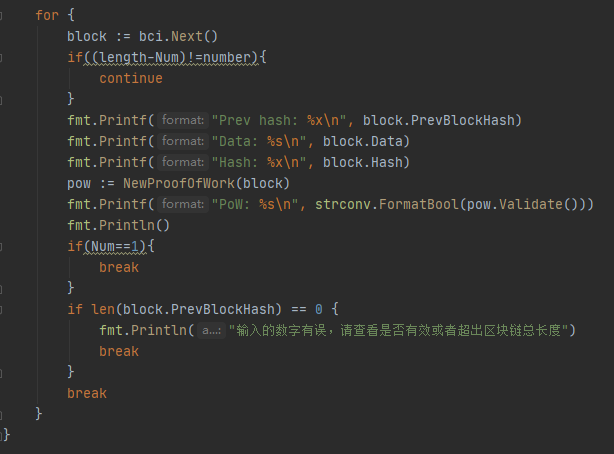 for {
block := bci.Next()
if((length-Num)!=number){
continue
}
fmt.Printf( format: "Prev hash: %x\n", block.PrevBlockHash)
fmt.Printf( format: "Data: %s\n", block.Data)
fmt.Printf( format: "Hash: %x\n", block.Hash)
pow := NewProofOfWork(block)
fmt.Printf( format: "PoW: %s\n", strconv.FormatBool(pow.Validate()))
fmt.Println()
if(Num==1){
break
}
if len(block.PrevBlockHash) == 0 {
fmt.Println( a...: "输入的数字有误，请查看是否有效或者超出区块链总长度")
break
}
break
}
}